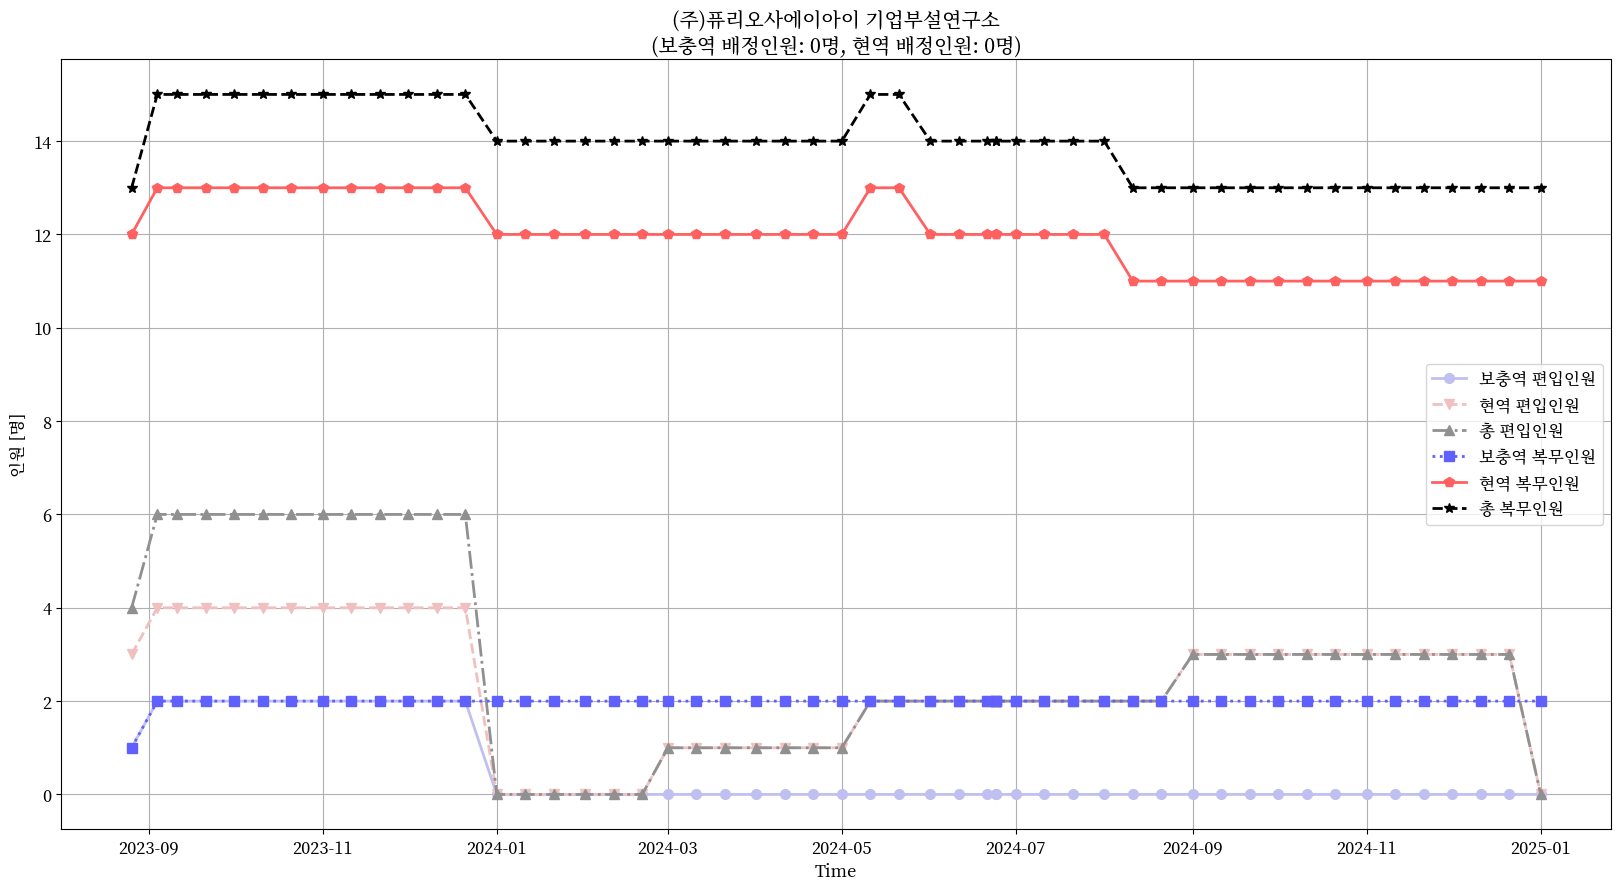 (주)퓨리오사에이아이 기업부설연구소
(보충역 배정인원: 0명, 현역 배정인원: 0명)
인원 [명]
14
12
10
8
6
4
2
0
보충역 편입인원
현역 편입인원
총 편입인원
보충역 복무인원
현역 복무인원
총 복무인원
2023-09
2023-11
2024-01
2024-03
2024-05
2024-07
2024-09
2024-11
2025-01
Time